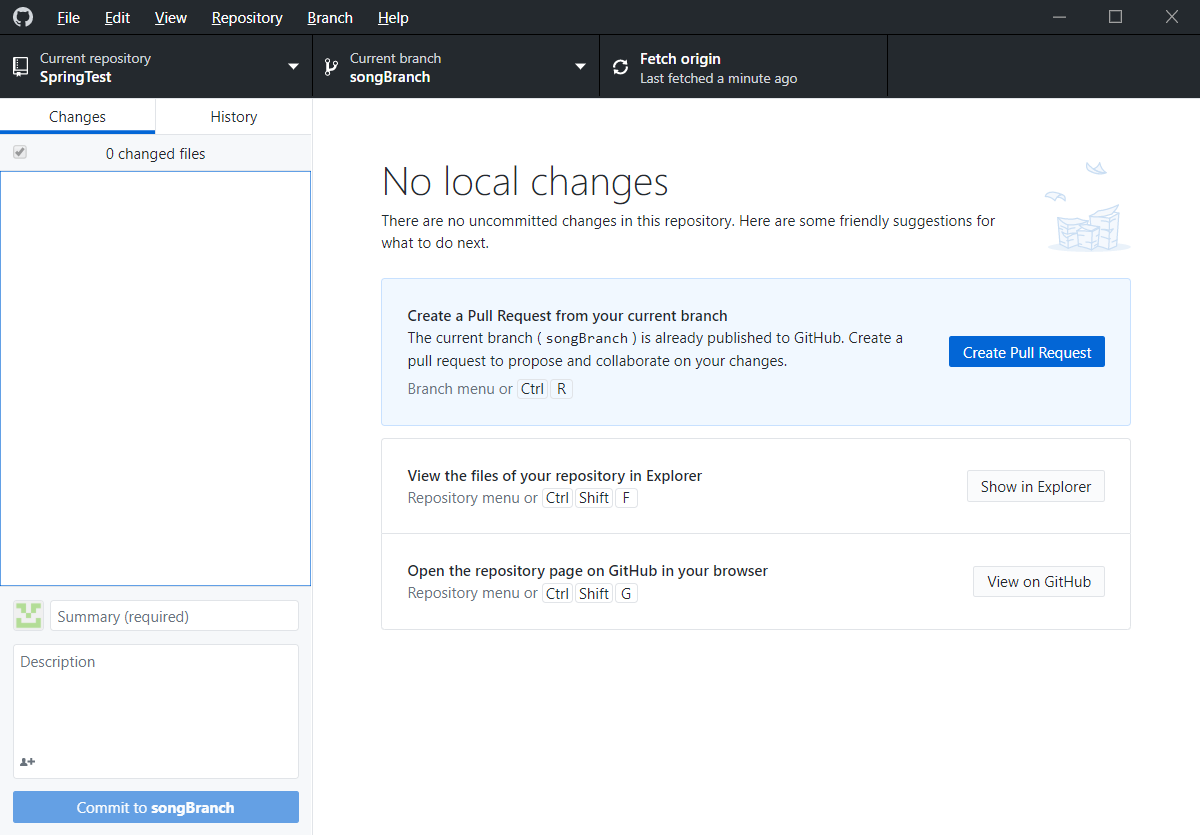 File Edit View Repository Branch Help
Current repository
SpringTest
Current branch
songBranch
Fetch origin
Last fetched a minute ago
Changes
History
0 changed files
No local changes
There are no uncommitted changes in this repository. Here are some friendly suggestions for
what to do next.
Create a Pull Request from your current branch
The current branch ( songBranch ) is already published to GitHub. Create a
pull request to propose and collaborate on your changes.
Branch menu or Ctrl R
Create Pull Request
View the files of your repository in Explorer
Repository menu or Ctrl Shift F
Show in Explorer
Open the repository page on GitHub in your browser
Repository menu or Ctrl Shift G
View on GitHub
Summary (required)
Description
Commit to songBranch